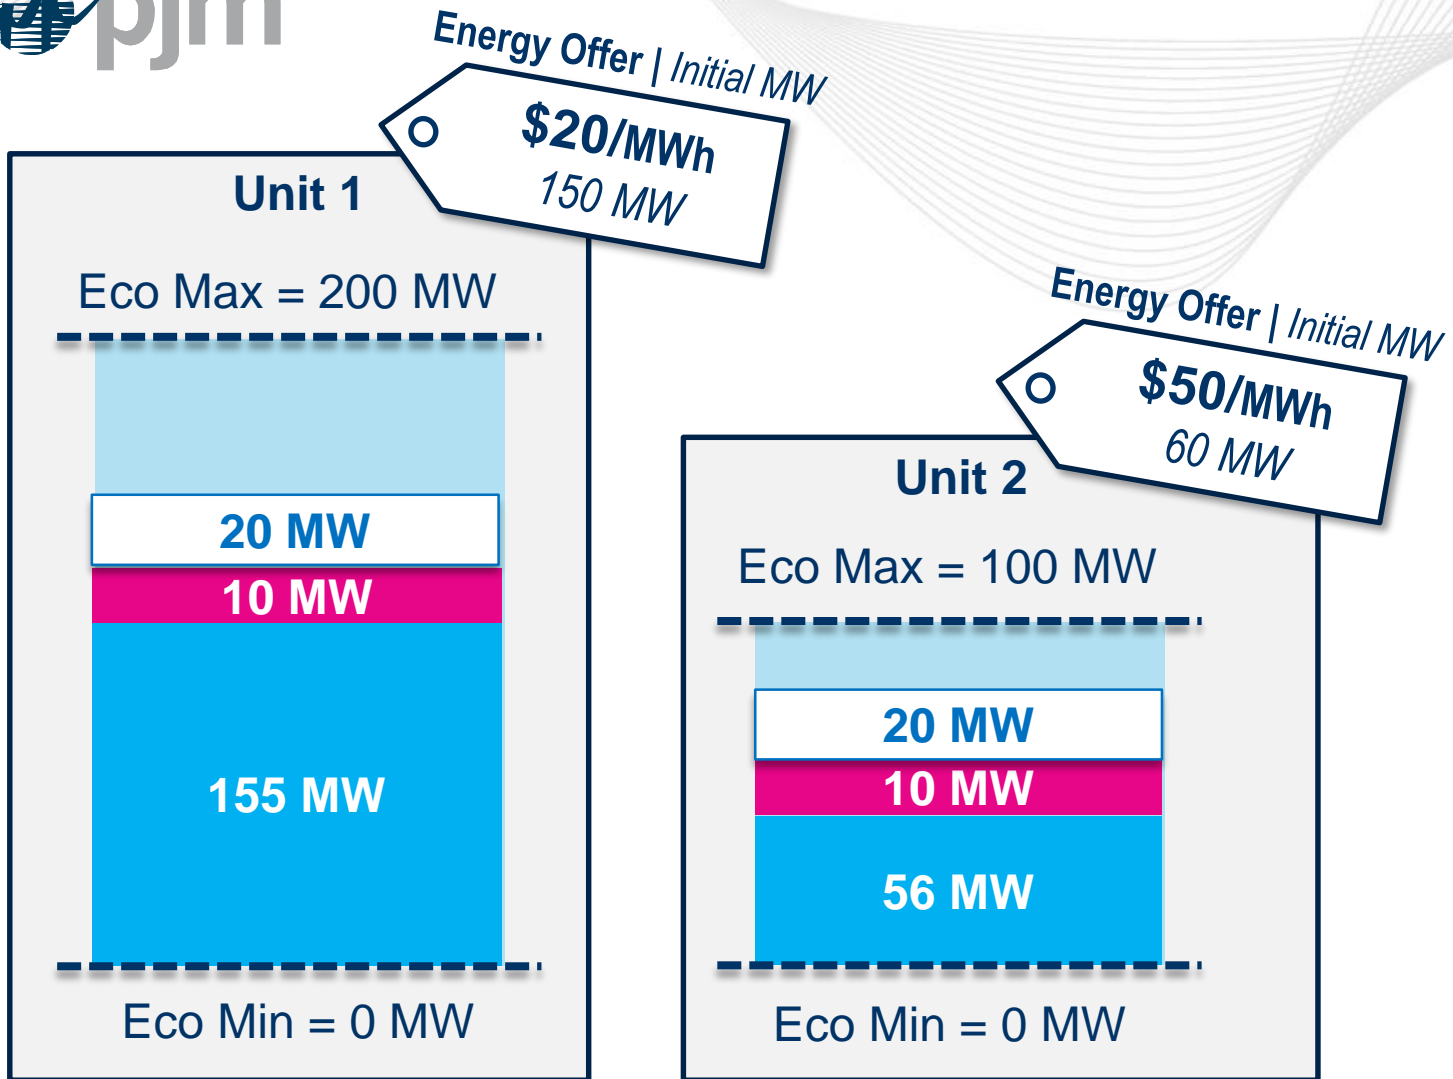 pjm
Energy Offer | Initial MW
$20/MWh
150 MW
Unit 1
Eco Max = 200 MW
20 MW
10 MW
155 MW
Eco Min = 0 MW
Energy Offer | Initial MW
$50/MWh
60 MW
Unit 2
Eco Max = 100 MW
20 MW
10 MW
56 MW
Eco Min = 0 MW